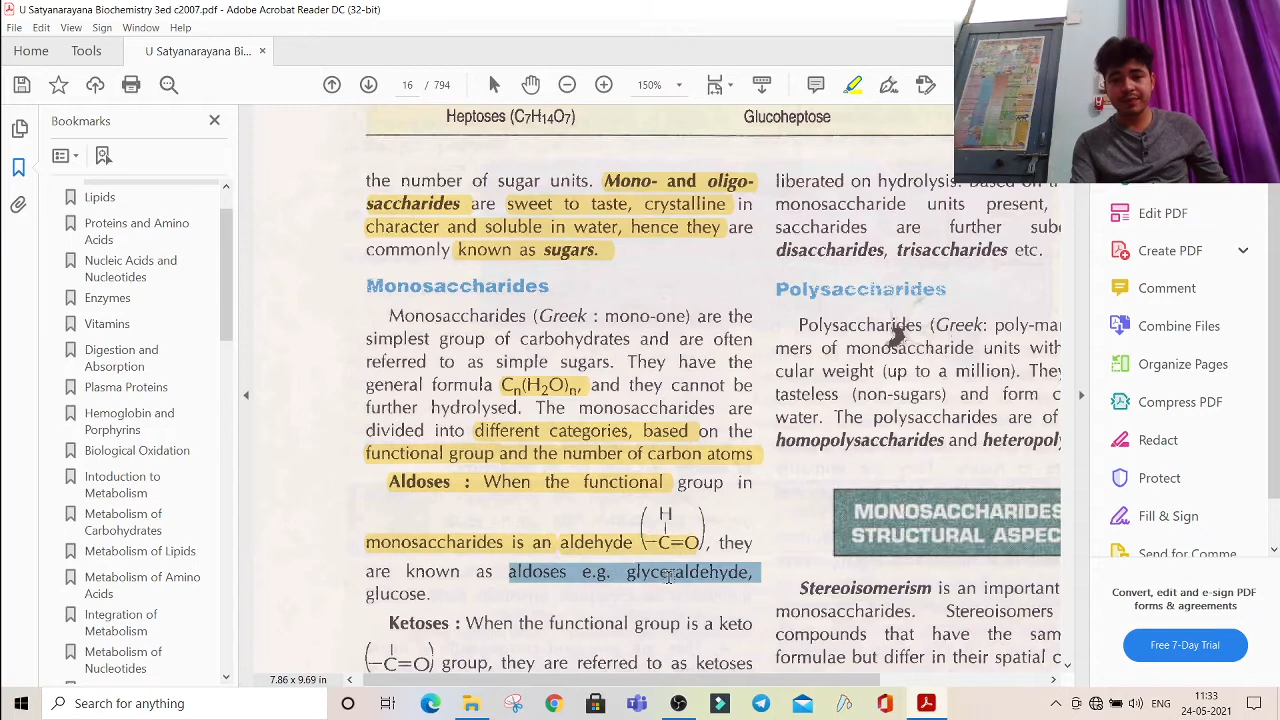 U Satyanarayana Biochemistry 3ed c2007.pdf - Adobe Acrobat Reader DC (32-bit)
File Edit View Sign Window Help
Home Tools U Satyanarayana Bi... ×
16 / 794 150%
Bookmarks
Lipids
Proteins and Amino
Acids
Nucleic Acids and
Nucleotides
Enzymes
Vitamins
Digestion and
Absorption
Plasma Proteins
Hemoglobin and
Porphyrins
Biological Oxidation
Intoduction to
Metabolism
Metabolism of
Carbohydrates
Metabolism of Lipids
Metabolism of Amino
Acids
Integration of
Metabolism
Metabolism of
Nucleotides
Heptoses (C7H14O7) Glucoheptose
the number of sugar units. Mono- and oligo-
saccharides are sweet to taste, crystalline in
character and soluble in water, hence they are
commonly known as sugars.
Monosaccharides
Monosaccharides (Greek : mono-one) are the
simplest group of carbohydrates and are often
referred to as simple sugars. They have the
general formula Cn(H2O)n, and they cannot be
further hydrolysed. The monosaccharides are
divided into different categories, based on the
functional group and the number of carbon atoms
Aldoses : When the functional group in
H
monosaccharides is an aldehyde (–C=O), they
are known as aldoses e.g. glyceraldehyde,
glucose.
Ketoses : When the functional group is a keto
(–C=O) group, they are referred to as ketoses
liberated on hydrolysis.
monosaccharide units present,
saccharides are further
disaccharides, trisaccharides etc.
Polysaccharides
Polysaccharides (Greek: poly-
mers of monosaccharide units
cular weight (up to a million).
tasteless (non-sugars) and form
water. The polysaccharides are of
homopolysaccharides and
MONOSACCHARIDES
STRUCTURAL
Stereoisomerism is an important
monosaccharides. Stereoisomers
compounds that have the
formulae but differ in their spatial
7.86 x 9.69 in
Edit PDF
Create PDF
Comment
Combine Files
Organize Pages
Compress PDF
Redact
Protect
Fill & Sign
Send for Comme
Convert, edit and e-sign PDF
forms & agreements
Free 7-Day Trial
Search for anything
ENG
11:33
24-05-2021